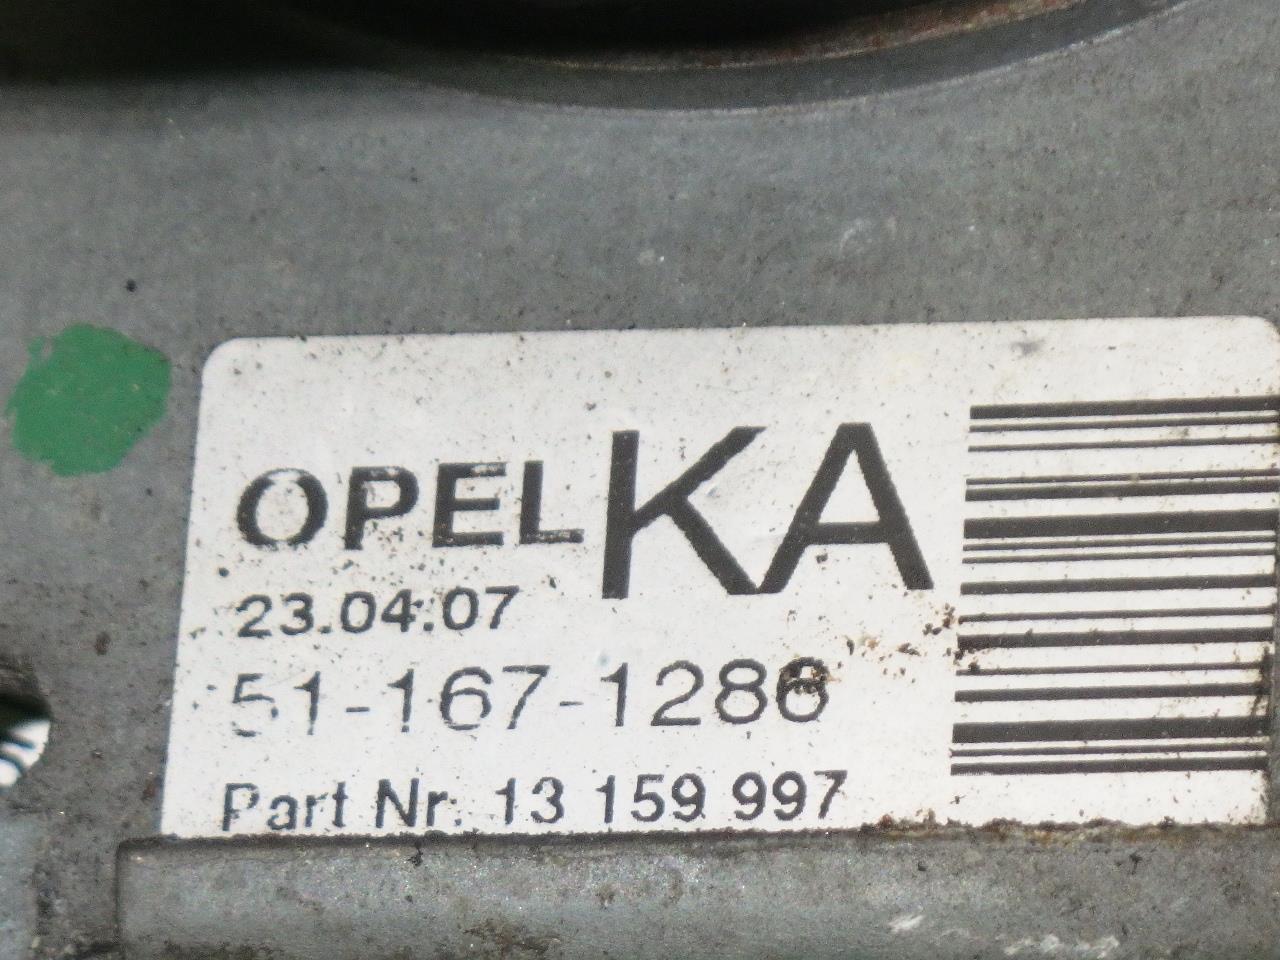 OPEL KA
23.04.07
51-167-1288
Part Nr. 13 159 997